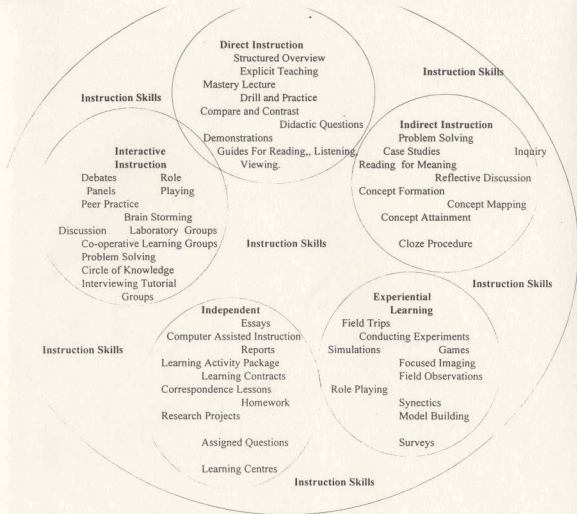 Direct Instruction
Structured Overview
Explicit Teaching
Mastery Lecture
Drill and Practice
Compare and Contrast
Didactic Questions
Demonstrations
Guides For Reading,, Listening,
Viewing.
Instruction Skills
Instruction Skills
Interactive
Instruction
Debates Role
Panels Playing
Peer Practice
Brain Storming
Discussion Laboratory Groups
Co-operative Learning Groups
Problem Solving
Circle of Knowledge
Interviewing Tutorial
Groups
Indirect Instruction
Problem Solving
Case Studies Inquiry
Reading for Meaning
Reflective Discussion
Concept Formation
Concept Mapping
Concept Attainment
Cloze Procedure
Instruction Skills
Instruction Skills
Instruction Skills
Independent
Essays
Computer Assisted Instruction
Reports
Learning Activity Package
Learning Contracts
Correspondence Lessons
Homework
Research Projects
Assigned Questions
Learning Centres
Experiential
Learning
Field Trips
Conducting Experiments
Simulations Games
Focused Imaging
Field Observations
Role Playing
Synectics
Model Building
Surveys
Instruction Skills